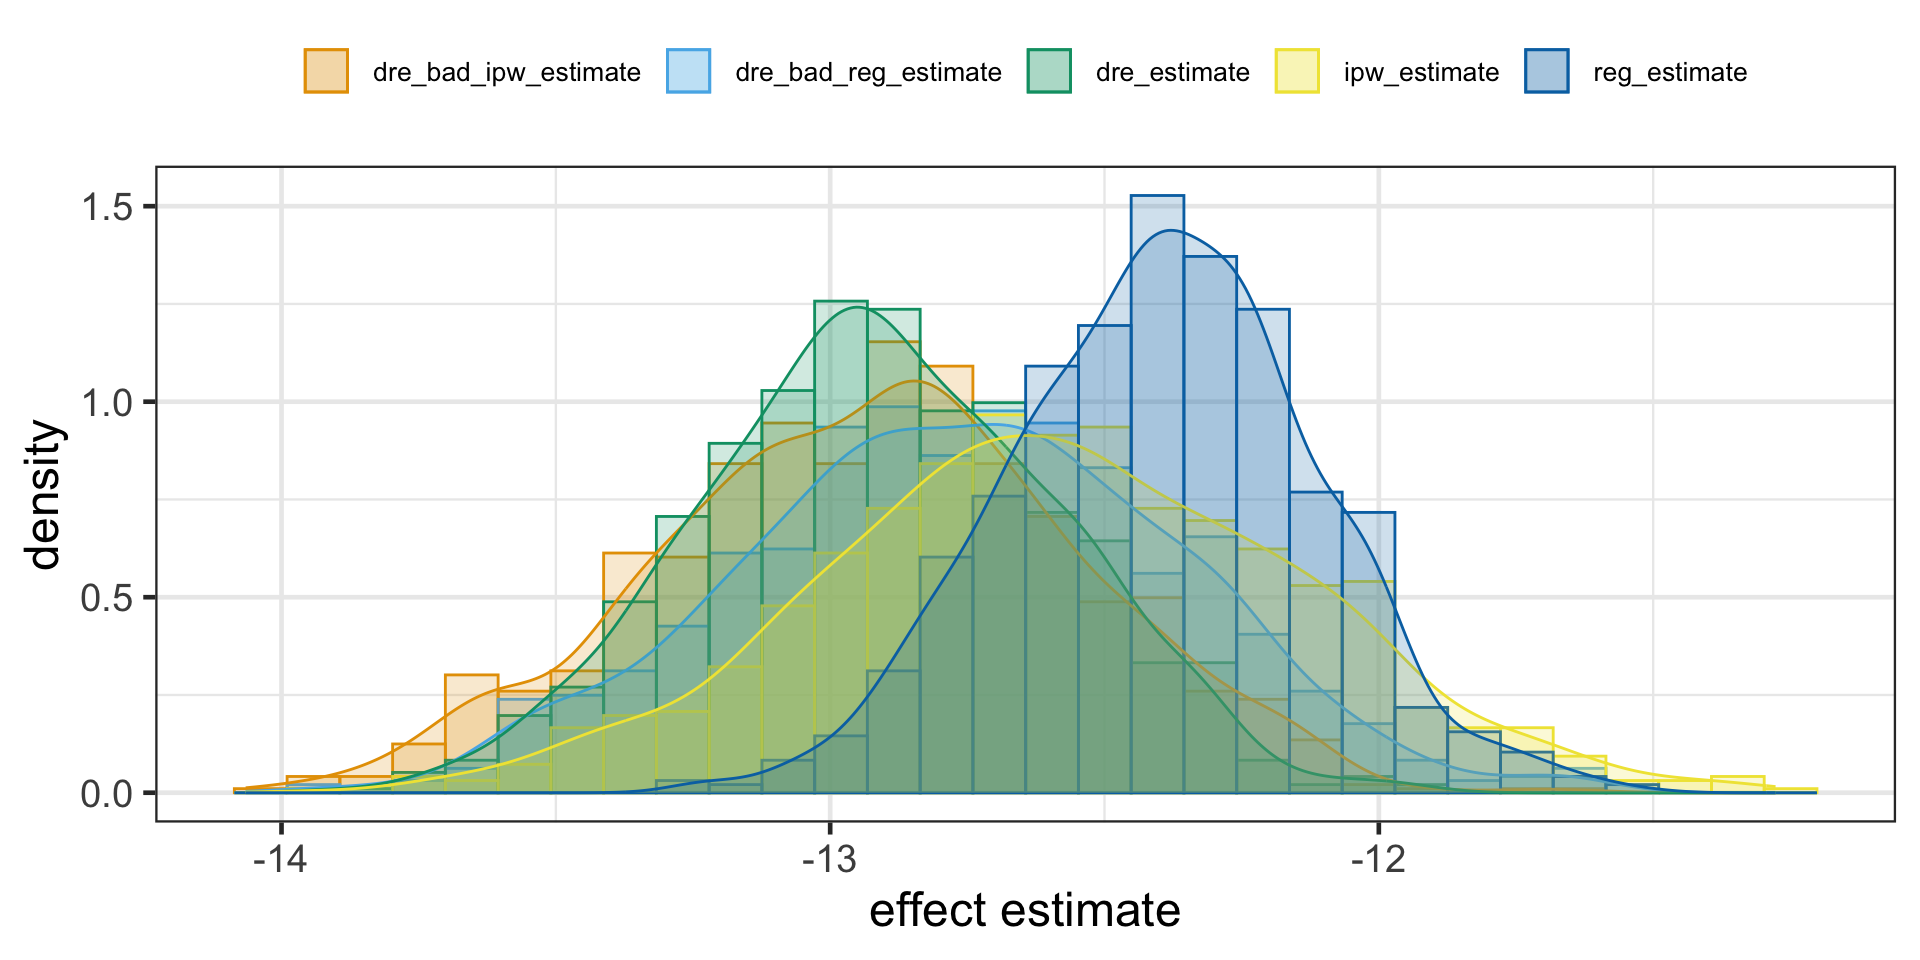 dre_bad_ipw_estimate dre_bad_reg_estimate dre_estimate ipw_estimate reg_estimate
1.5
1.0
0.5
0.0
density
-14 -13 -12
effect estimate